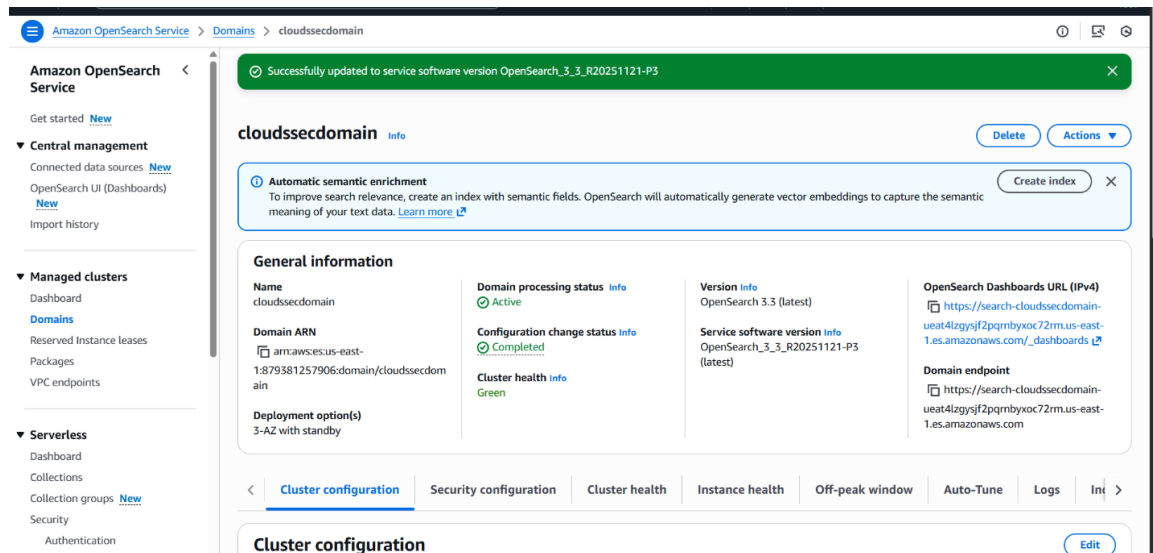 Amazon OpenSearch Service > Domains > cloudssecdomain
Amazon OpenSearch
Service
Get started New
Central management
Connected data sources New
OpenSearch UI (Dashboards)
New
Import history
Managed clusters
Dashboard
Domains
Reserved Instance leases
Packages
VPC endpoints
Serverless
Dashboard
Collections
Collection groups New
Security
Authentication
Successfully updated to service software version OpenSearch_3_3_R20251121-P3
cloudssecdomain Info
Delete
Actions
Automatic semantic enrichment
To improve search relevance, create an index with semantic fields. OpenSearch will automatically generate vector embeddings to capture the semantic
meaning of your text data. Learn more
Create index
General information
Name
cloudssecdomain
Domain ARN
arn:aws:es:us-east-
1:879381257906:domain/cloudssecdom
ain
Deployment option(s)
3-AZ with standby
Domain processing status Info
Active
Configuration change status Info
Completed
Cluster health Info
Green
Version Info
OpenSearch 3.3 (latest)
Service software version Info
OpenSearch_3_3_R20251121-P3
(latest)
OpenSearch Dashboards URL (IPv4)
https://search-cloudssecdomain-
ueat4lzgysjf2pqrnbyxoc72rm.us-east-
1.es.amazonaws.com/_dashboards
Domain endpoint
https://search-cloudssecdomain-
ueat4lzgysjf2pqrnbyxoc72rm.us-east-
1.es.amazonaws.com
Cluster configuration
Security configuration
Cluster health
Instance health
Off-peak window
Auto-Tune
Logs
Cluster configuration
Edit